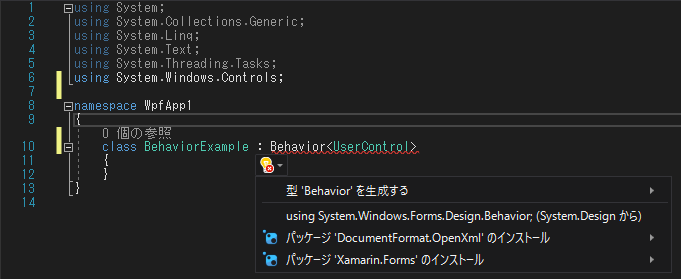 1 using System;
2 using System.Collections.Generic;
3 using System.Linq;
4 using System.Text;
5 using System.Threading.Tasks;
6 using System.Windows.Controls;
7
8 namespace WpfApp1
9 {
0 個の参照
10 class BehaviorExample : Behavior<UserControl>
11 {
12 }
13 }
14
型 'Behavior' を生成する
using System.Windows.Forms.Design.Behavior; (System.Design から)
パッケージ 'DocumentFormat.OpenXml' のインストール
パッケージ 'Xamarin.Forms' のインストール